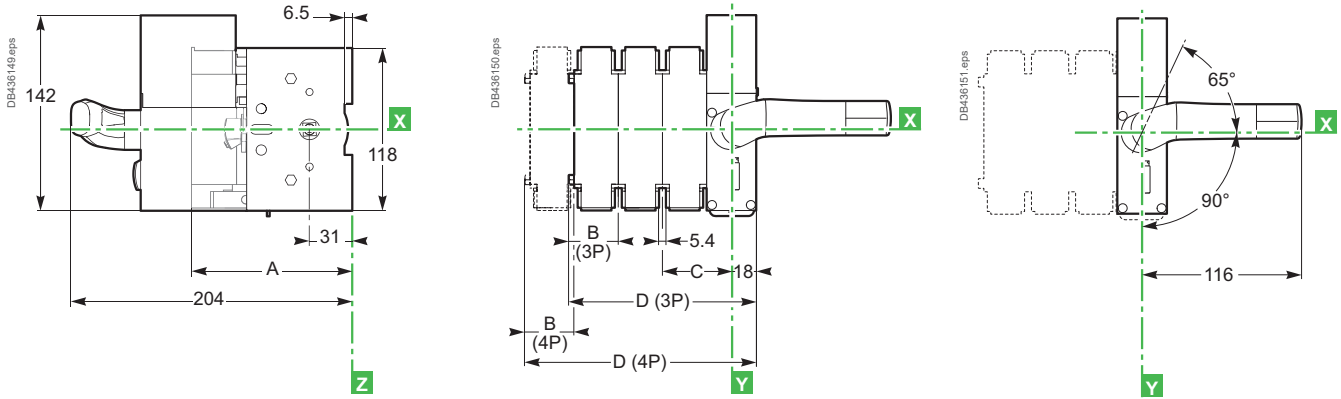 DB436149.eps
6.5
142
X
118
31
A
204
Z
DB436150.eps
X
B
(3P)
5.4
C
18
D (3P)
B
(4P)
D (4P)
Y
DB436151.eps
65°
X
90°
116
Y